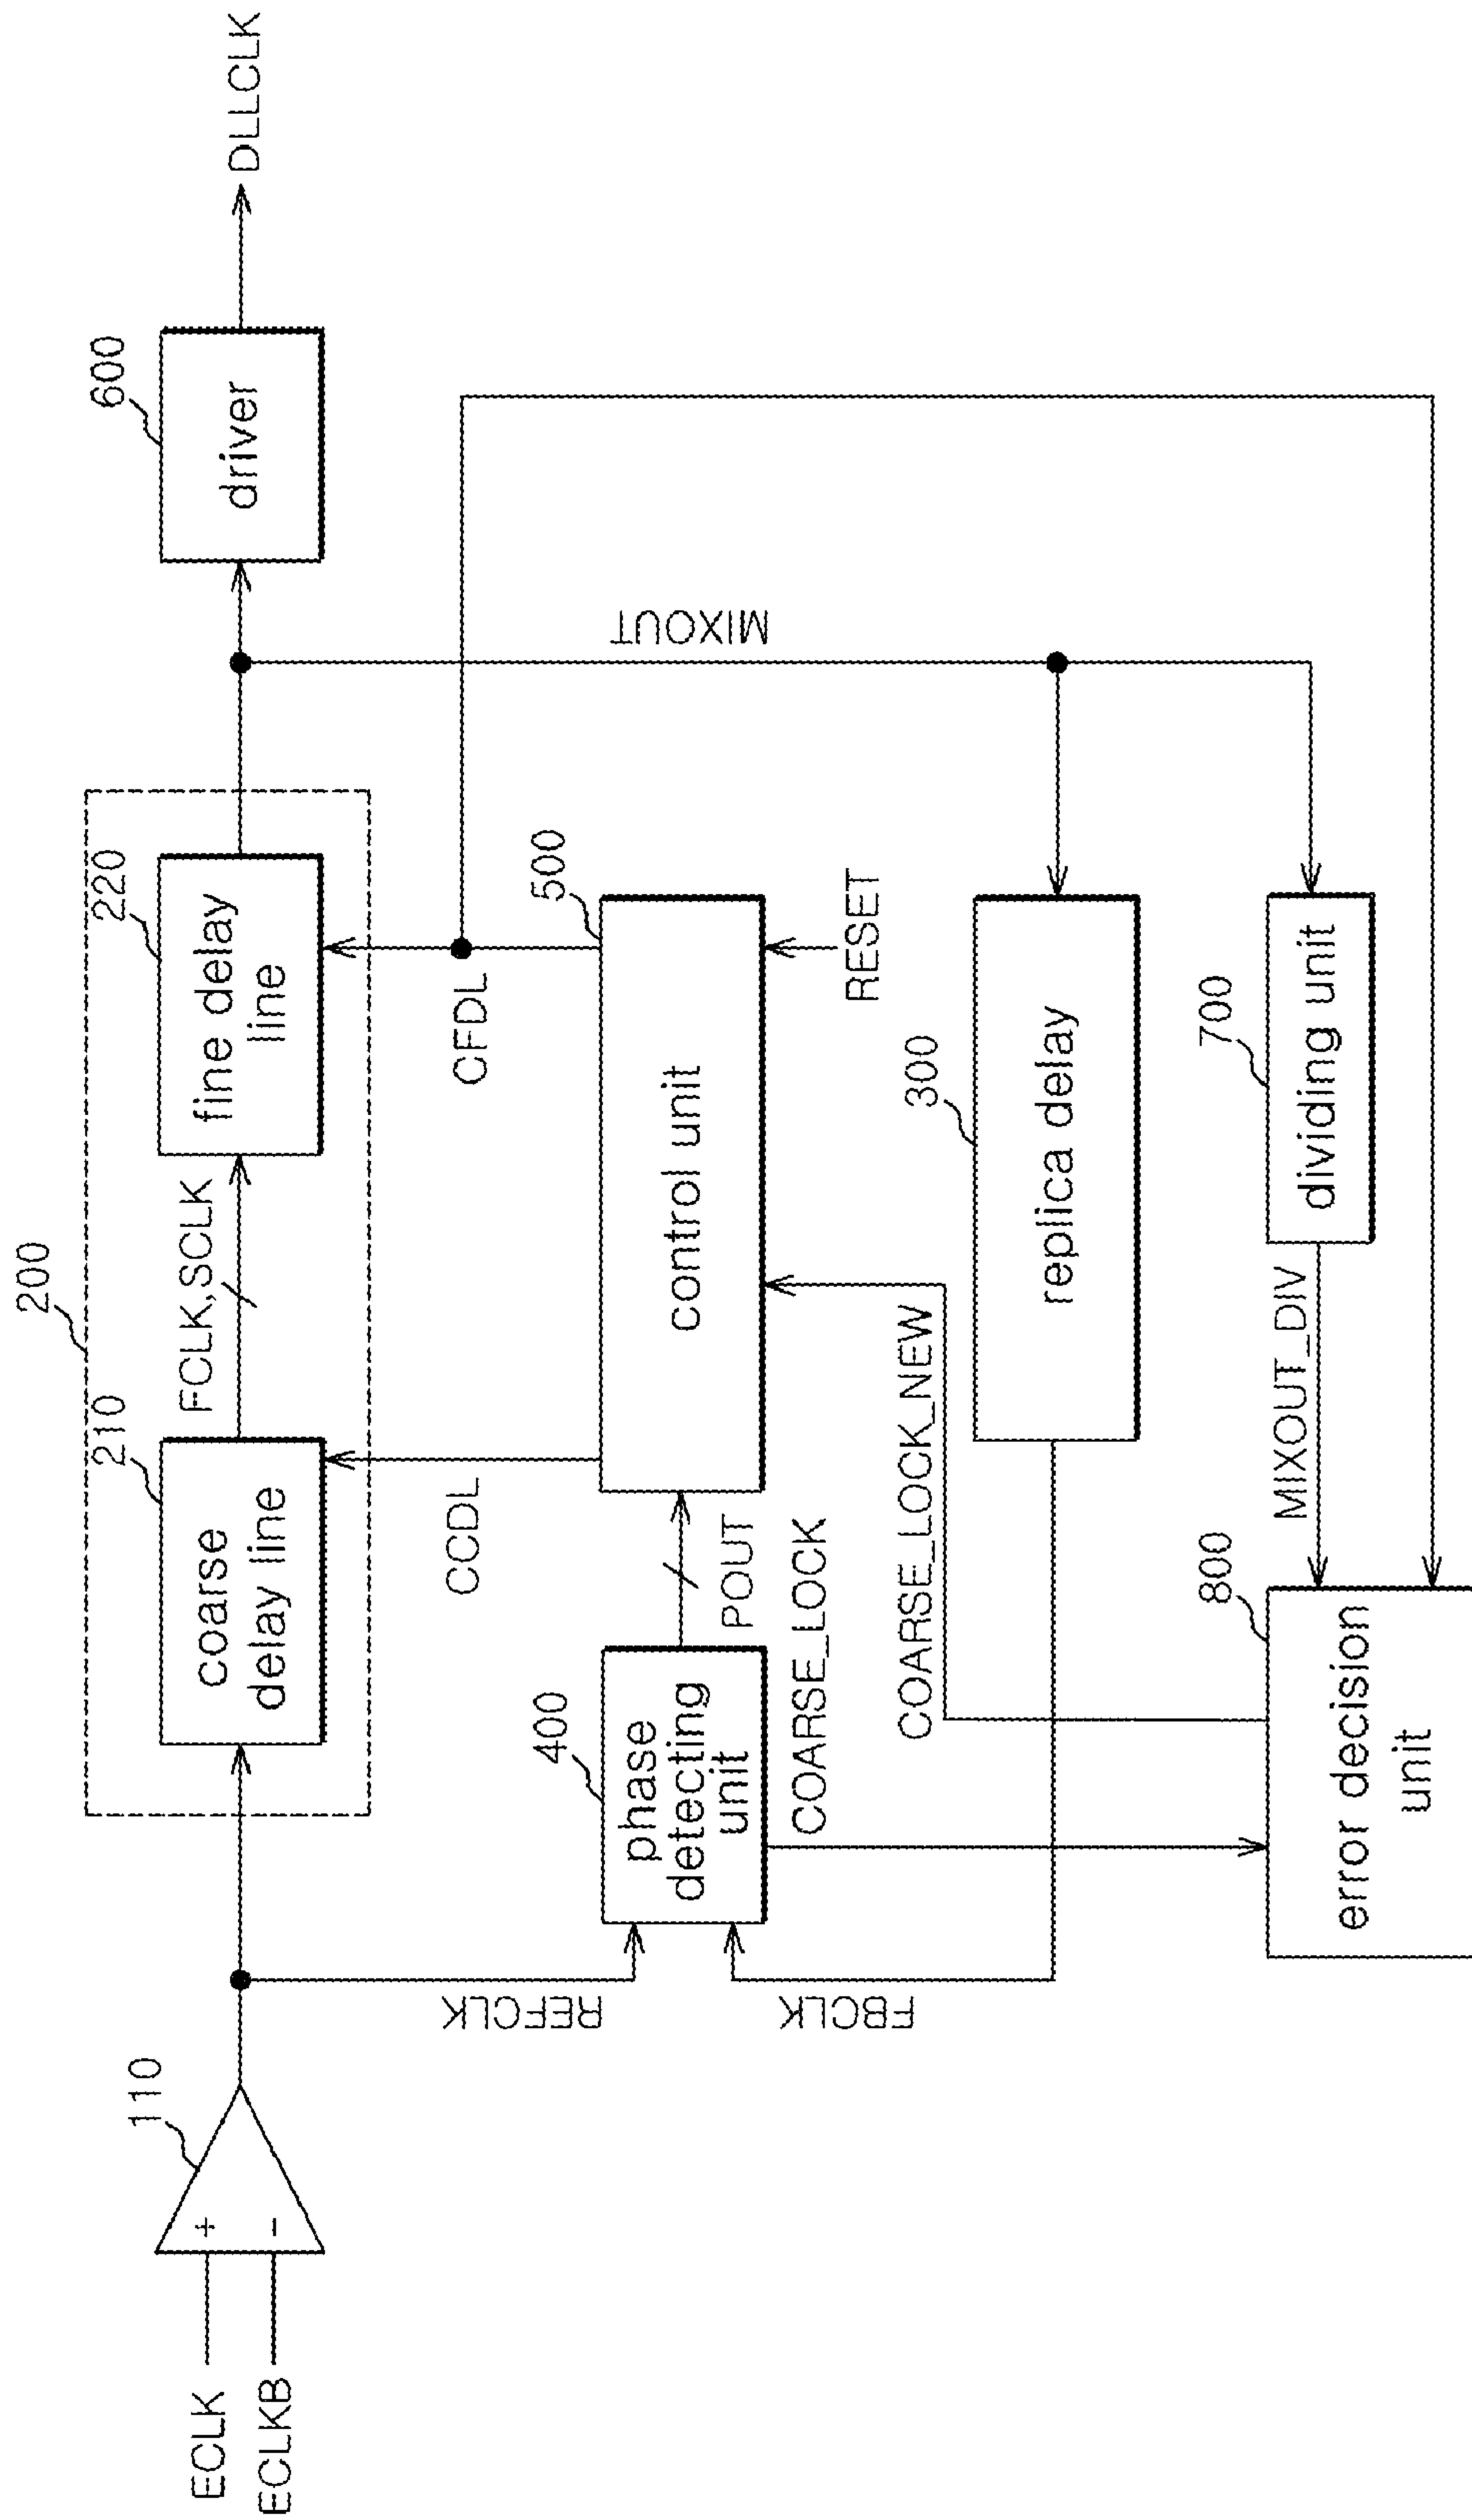 200
210
220
600
110
ECLK
ECLKB
+
-
coarse
delay line
FCLK,SCLK
fine delay
line
driver
DLLCLK
REFCLK
CCDL
CFDL
MIXOUT
400
phase
detecting
unit
POUT
500
control unit
RESET
FBCLK
COARSE_LOCK
COARSE_LOCK_NEW
300
replica delay
800
error decision
unit
MIXOUT_DIV
700
dividing unit